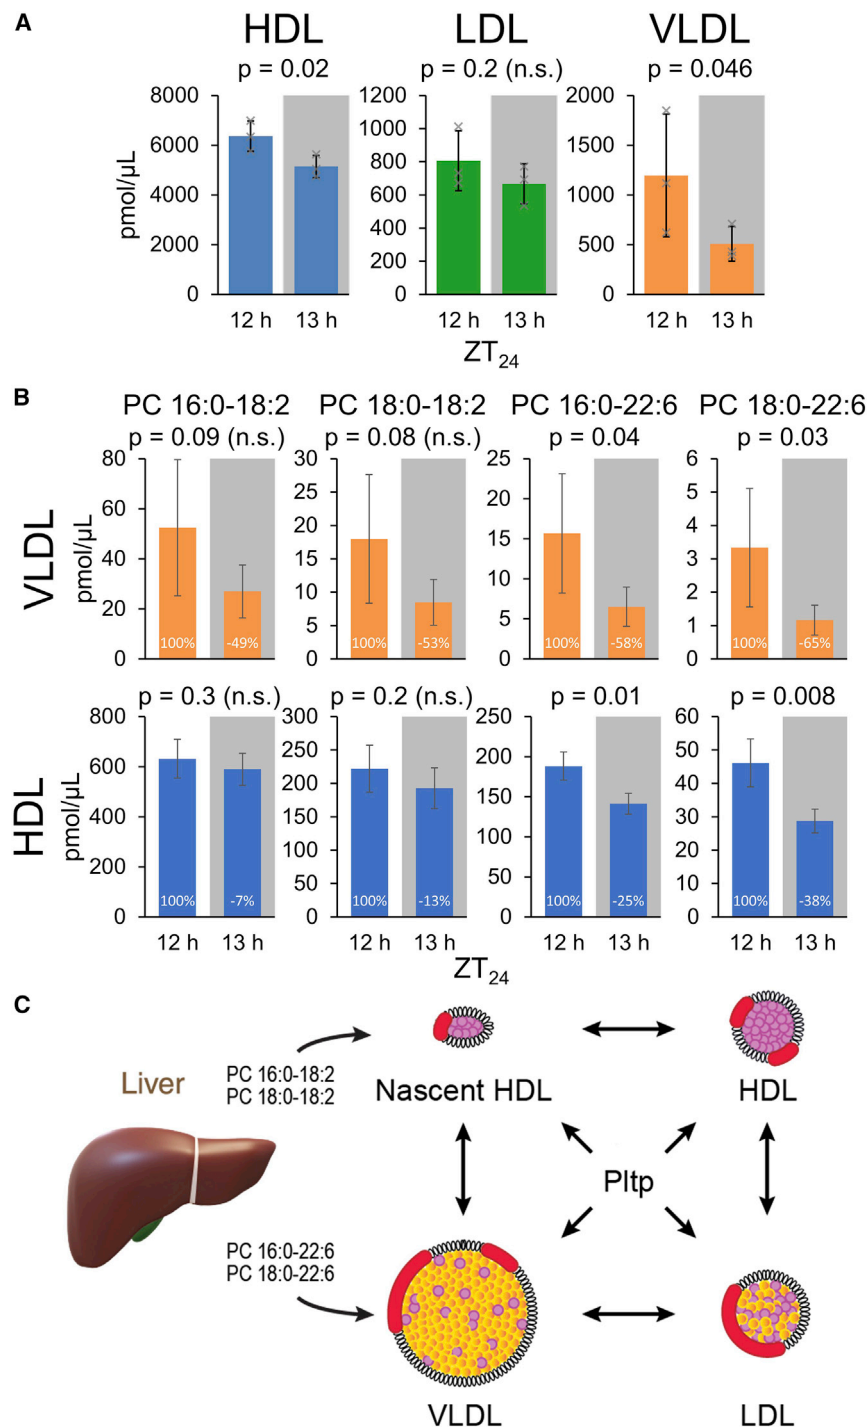 A
HDL LDL VLDL
p = 0.02 p = 0.2 (n.s.) p = 0.046
pmol/µL
8000 6000 4000 2000 0
1200 1000 800 600 400 200 0
2000 1500 1000 500 0
12 h 13 h 12 h 13 h 12 h 13 h
ZT24
B
PC 16:0-18:2 PC 18:0-18:2 PC 16:0-22:6 PC 18:0-22:6
p = 0.09 (n.s.) p = 0.08 (n.s.) p = 0.04 p = 0.03
VLDL
pmol/µL
80 60 40 20 0
30 25 20 15 10 5 0
25 20 15 10 5 0
6 5 4 3 2 1 0
100% -49% 100% -53% 100% -58% 100% -65%
p = 0.3 (n.s.) p = 0.2 (n.s.) p = 0.01 p = 0.008
HDL
pmol/µL
800 600 400 200 0
300 250 200 150 100 50 0
250 200 150 100 50 0
60 50 40 30 20 10 0
100% -7% 100% -13% 100% -25% 100% -38%
12 h 13 h 12 h 13 h 12 h 13 h 12 h 13 h
ZT24
C
Liver
PC 16:0-18:2
PC 18:0-18:2
Nascent HDL
HDL
Pltp
PC 16:0-22:6
PC 18:0-22:6
VLDL
LDL